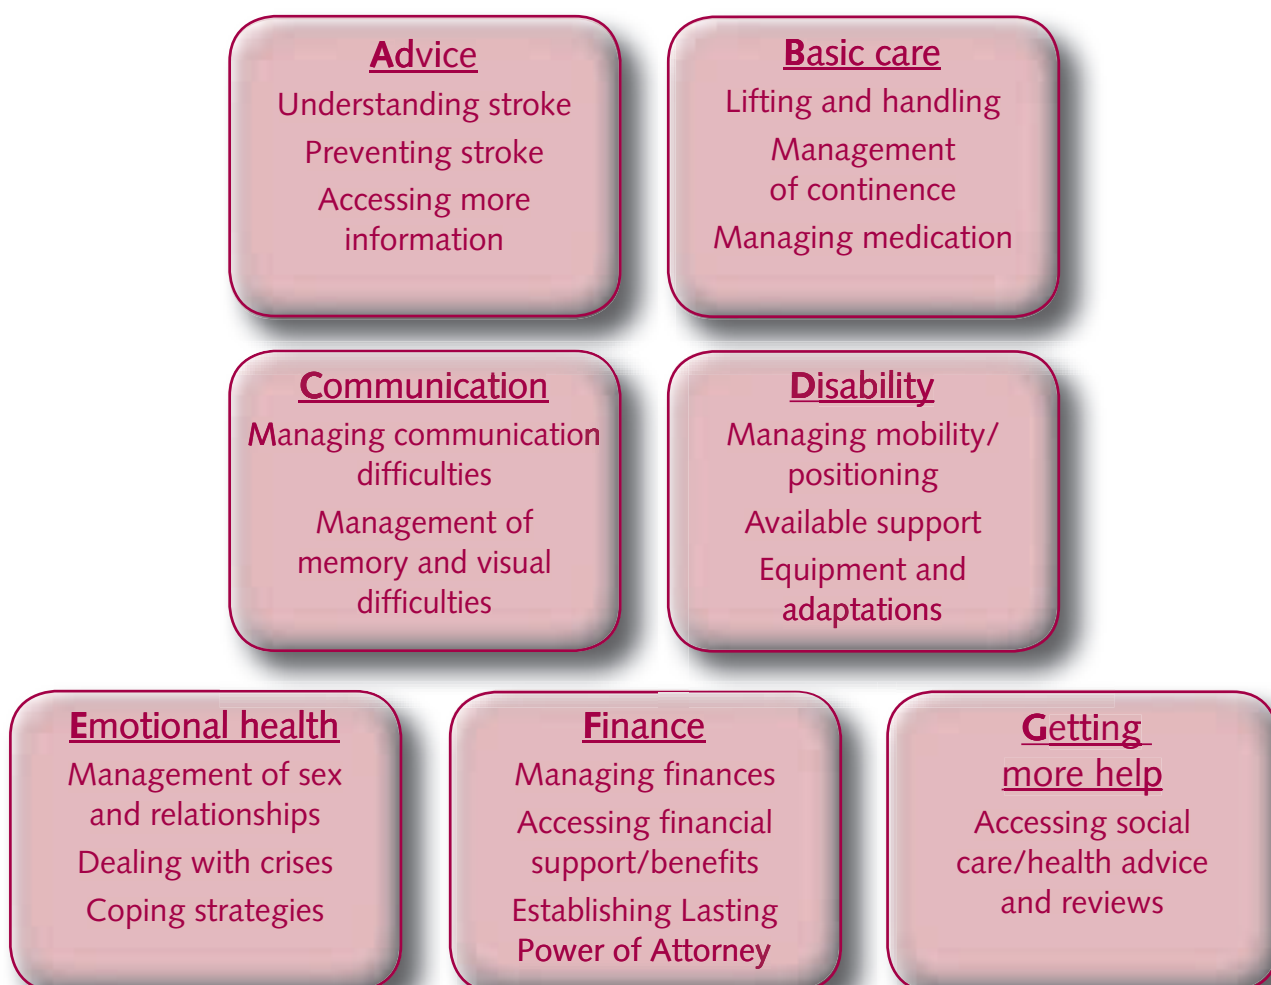 Advice
Understanding stroke
Preventing stroke
Accessing more
information
Basic care
Lifting and handling
Management
of continence
Managing medication
Communication
Managing communication
difficulties
Management of
memory and visual
difficulties
Disability
Managing mobility/
positioning
Available support
Equipment and
adaptations
Emotional health
Management of sex
and relationships
Dealing with crises
Coping strategies
Finance
Managing finances
Accessing financial
support/benefits
Establishing Lasting
Power of Attorney
Getting
more help
Accessing social
care/health advice
and reviews